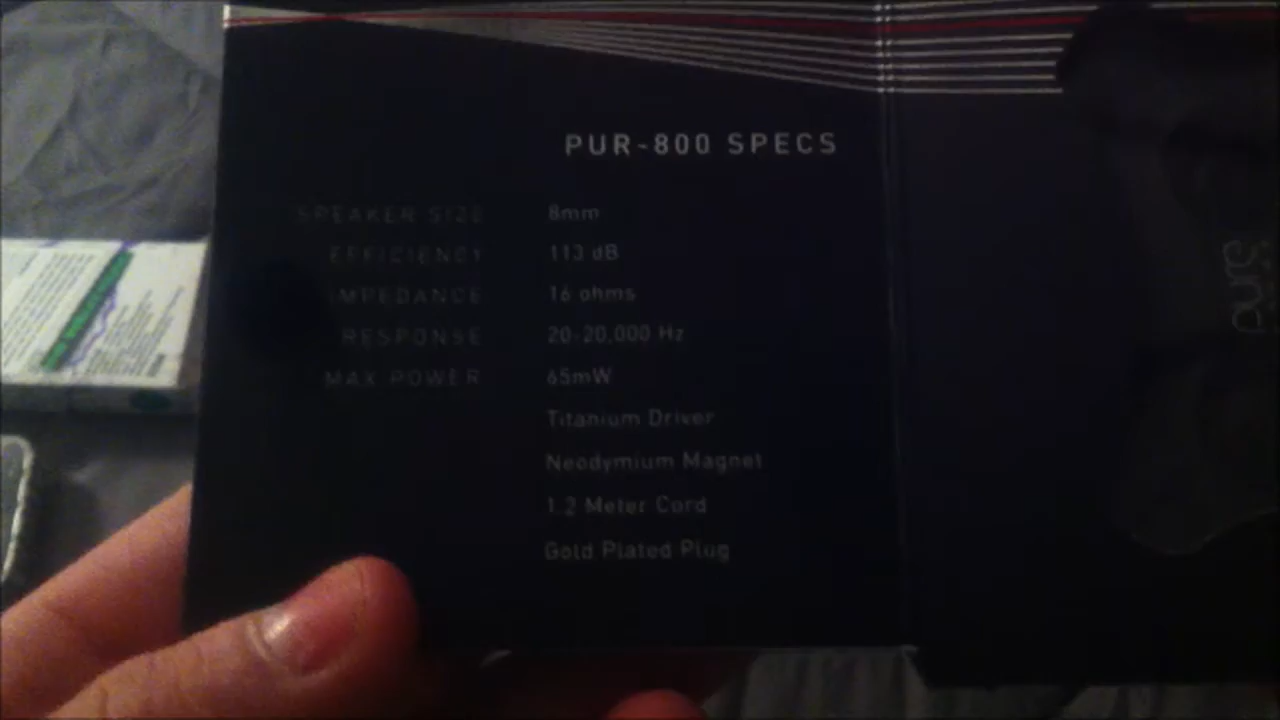 PUR-800 SPECS
SPEAKER SIZE 8mm
EFFICIENCY 113 dB
IMPEDANCE 16 ohms
RESPONSE 20-20,000 Hz
MAX POWER 65mW
Titanium Driver
Neodymium Magnet
1.2 Meter Cord
Gold Plated Plug